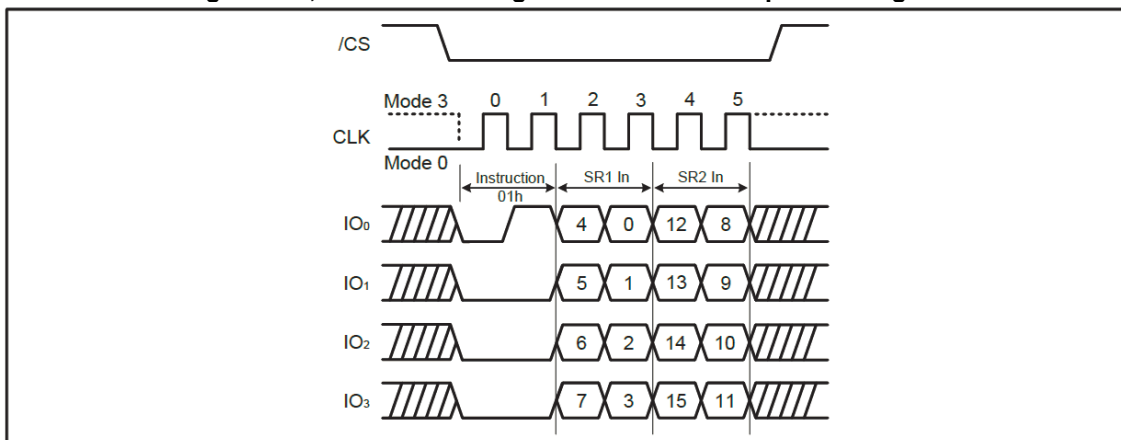 /CS
Mode 3 0 1 2 3 4 5
CLK
Mode 0
Instruction SR1 In SR2 In
01h
IO₀ 4 0 12 8
IO₁ 5 1 13 9
IO₂ 6 2 14 10
IO₃ 7 3 15 11